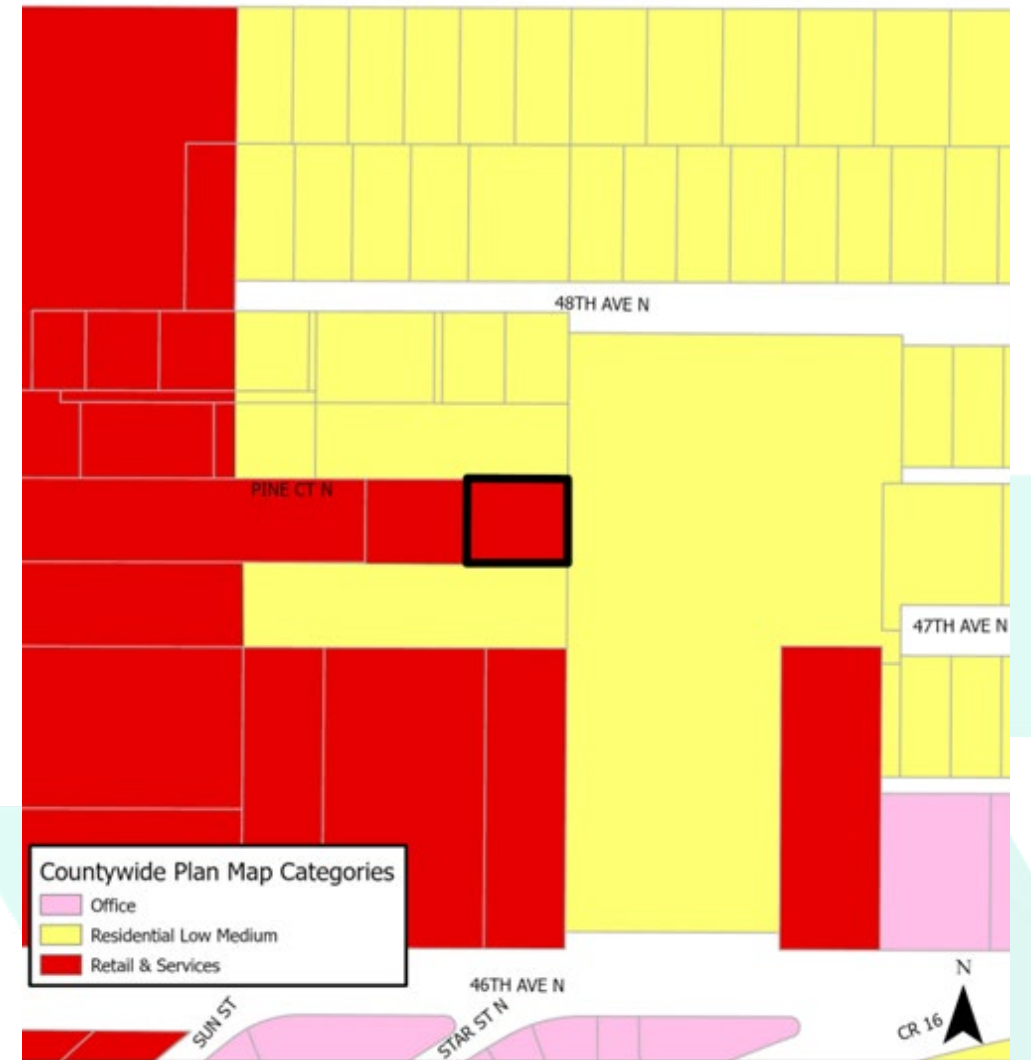 48TH AVE N
PINE CT N
47TH AVE N
Countywide Plan Map Categories
Office
Residential Low Medium
Retail & Services
46TH AVE N
N
SUN ST
STAR ST N
CR 16